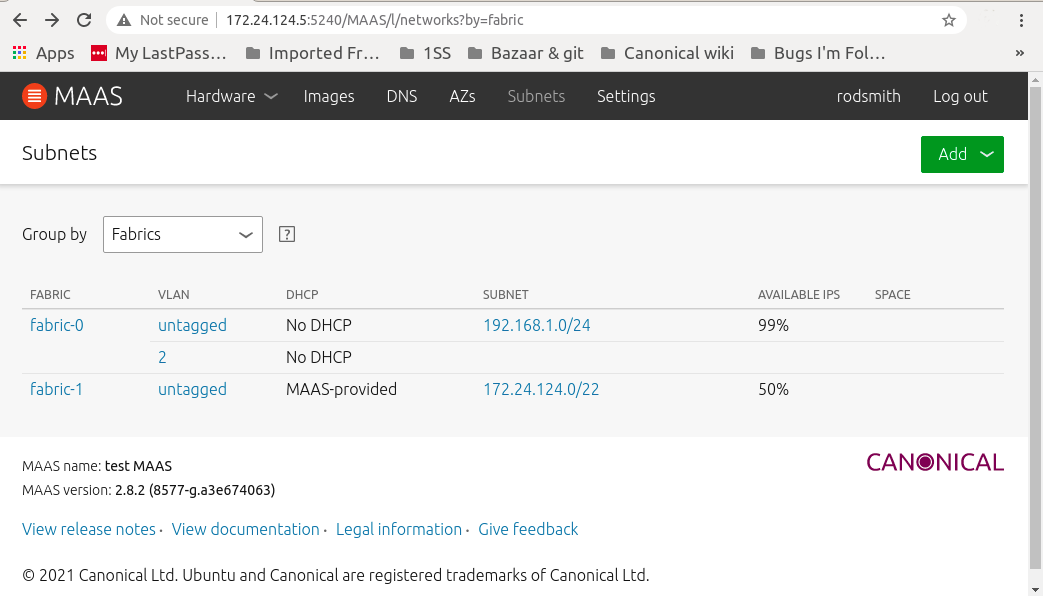 Not secure | 172.24.124.5:5240/MAAS/l/networks?by=fabric
Apps My LastPass… Imported Fr… 1SS Bazaar & git Canonical wiki Bugs I'm Fol… »
MAAS Hardware Images DNS AZs Subnets Settings rodsmith Log out
Subnets Add
Group by Fabrics ?
FABRIC VLAN DHCP SUBNET AVAILABLE IPS SPACE
fabric-0 untagged No DHCP 192.168.1.0/24 99%
2 No DHCP
fabric-1 untagged MAAS-provided 172.24.124.0/22 50%
MAAS name: test MAAS CANONICAL
MAAS version: 2.8.2 (8577-g.a3e674063)
View release notes · View documentation · Legal information · Give feedback
© 2021 Canonical Ltd. Ubuntu and Canonical are registered trademarks of Canonical Ltd.